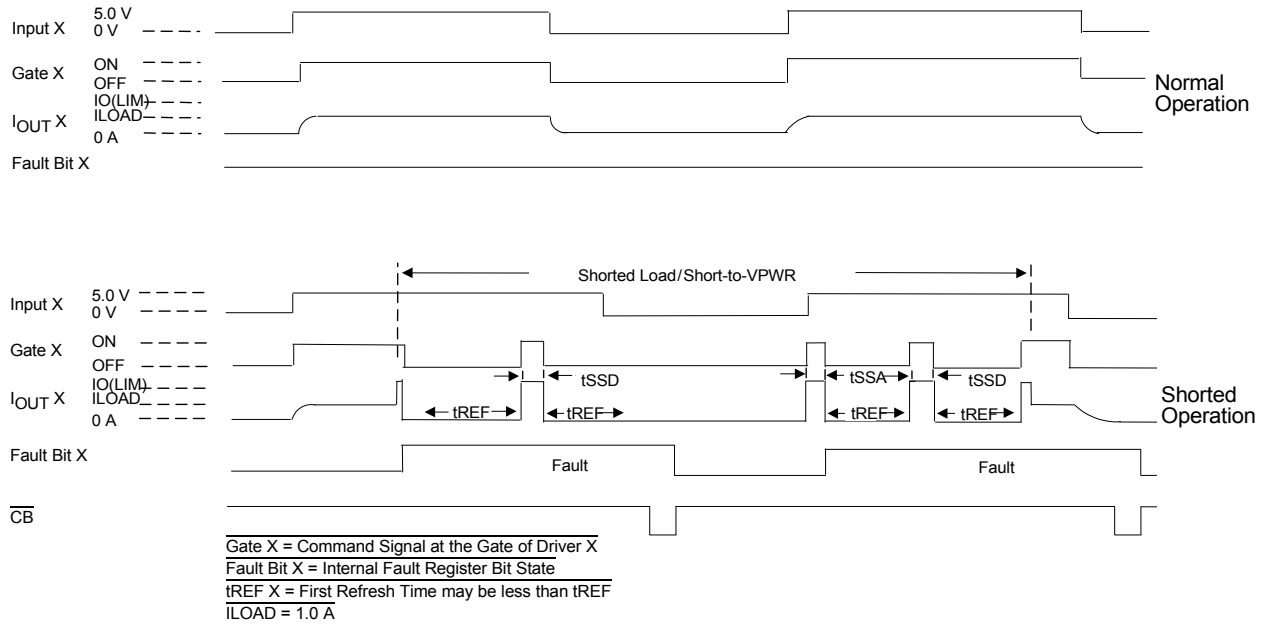 Input X 5.0 V
0 V
Gate X ON
OFF
IO(LIM)
IOUT X ILOAD
0 A
Fault Bit X
Normal
Operation
Shorted Load/Short-to-VPWR
Input X 5.0 V
0 V
Gate X ON
OFF
IO(LIM)
IOUT X ILOAD
0 A
tSSD tSSA tSSD
tREF tREF tREF tREF
Shorted
Operation
Fault Bit X Fault Fault
CB
Gate X = Command Signal at the Gate of Driver X
Fault Bit X = Internal Fault Register Bit State
tREF X = First Refresh Time may be less than tREF
ILOAD = 1.0 A